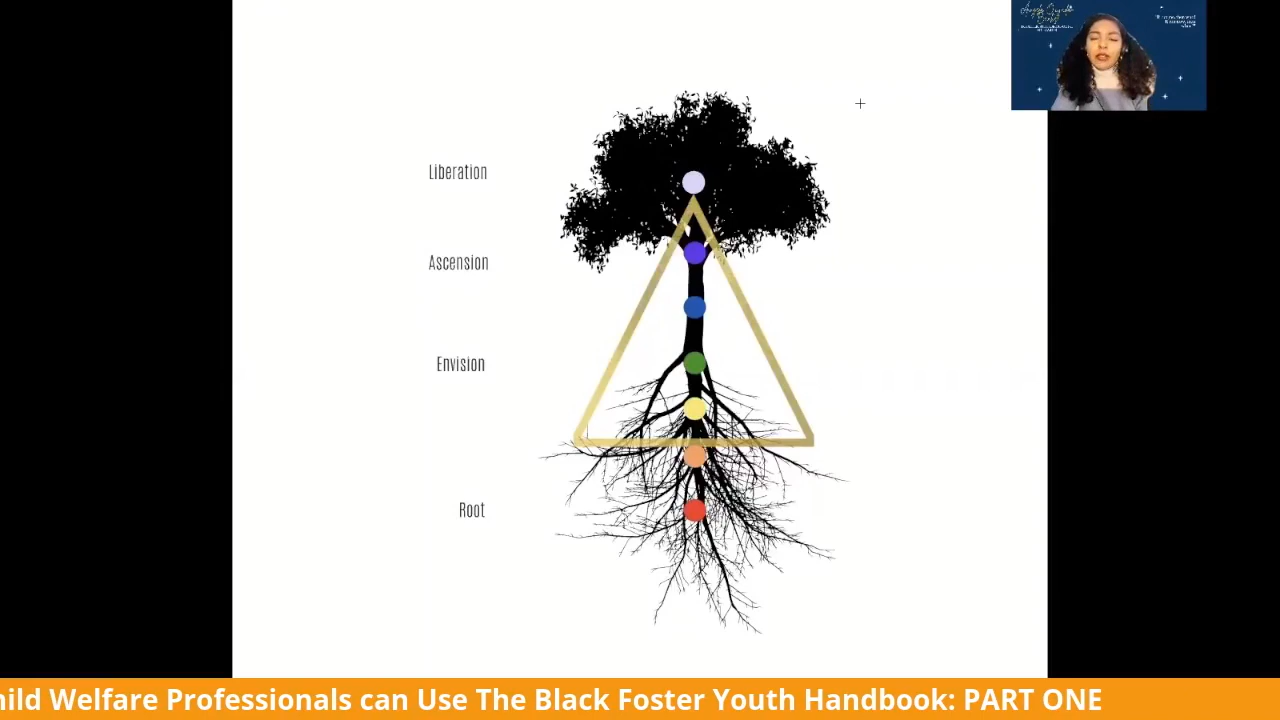 Liberation
Ascension
Envision
Root
hild Welfare Professionals can Use The Black Foster Youth Handbook: PART ONE